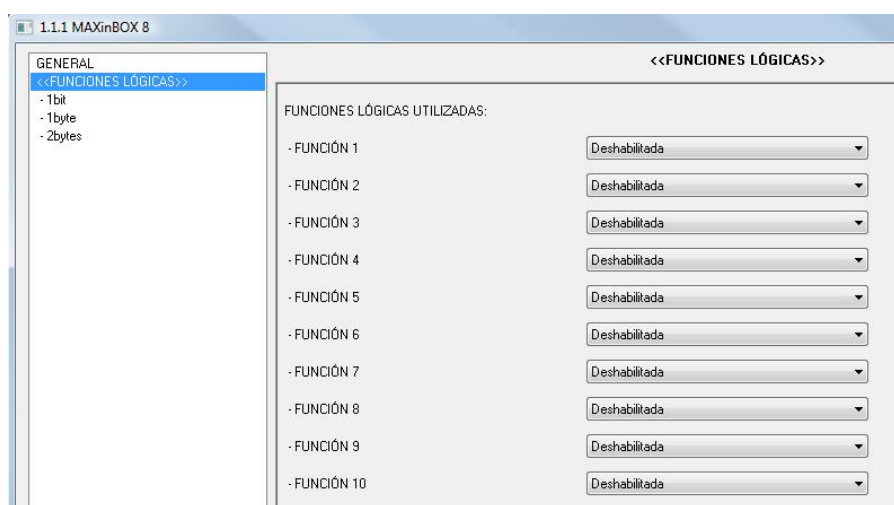 1.1.1 MAXinBOX 8
GENERAL
<<FUNCIONES LÓGICAS>>
- 1bit
- 1byte
- 2bytes
<<FUNCIONES LÓGICAS>>
FUNCIONES LÓGICAS UTILIZADAS:
- FUNCIÓN 1 Deshabilitada
- FUNCIÓN 2 Deshabilitada
- FUNCIÓN 3 Deshabilitada
- FUNCIÓN 4 Deshabilitada
- FUNCIÓN 5 Deshabilitada
- FUNCIÓN 6 Deshabilitada
- FUNCIÓN 7 Deshabilitada
- FUNCIÓN 8 Deshabilitada
- FUNCIÓN 9 Deshabilitada
- FUNCIÓN 10 Deshabilitada